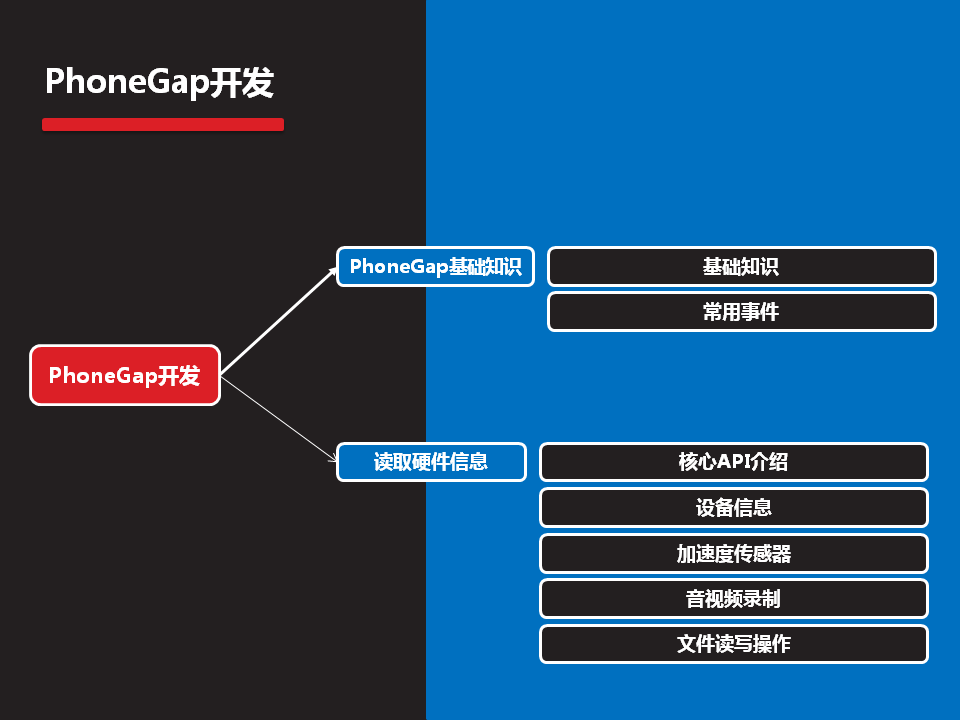 PhoneGap开发
PhoneGap基础知识
基础知识
常用事件
PhoneGap开发
读取硬件信息
核心API介绍
设备信息
加速度传感器
音视频录制
文件读写操作